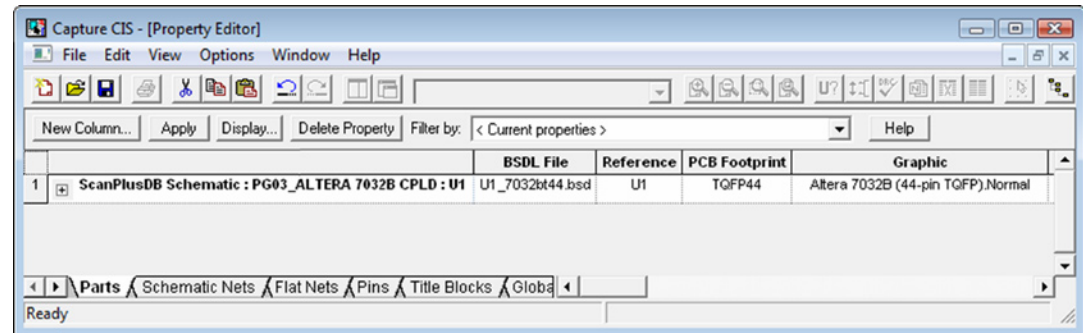 Capture CIS - [Property Editor]
File Edit View Options Window Help
U?
New Column... Apply Display... Delete Property Filter by: < Current properties > Help
BSDL File Reference PCB Footprint Graphic
1 ScanPlusDB Schematic : PG03_ALTERA 7032B CPLD : U1 U1_7032bt44.bsd U1 TQFP44 Altera 7032B (44-pin TQFP).Normal
Parts Schematic Nets Flat Nets Pins Title Blocks Globa
Ready